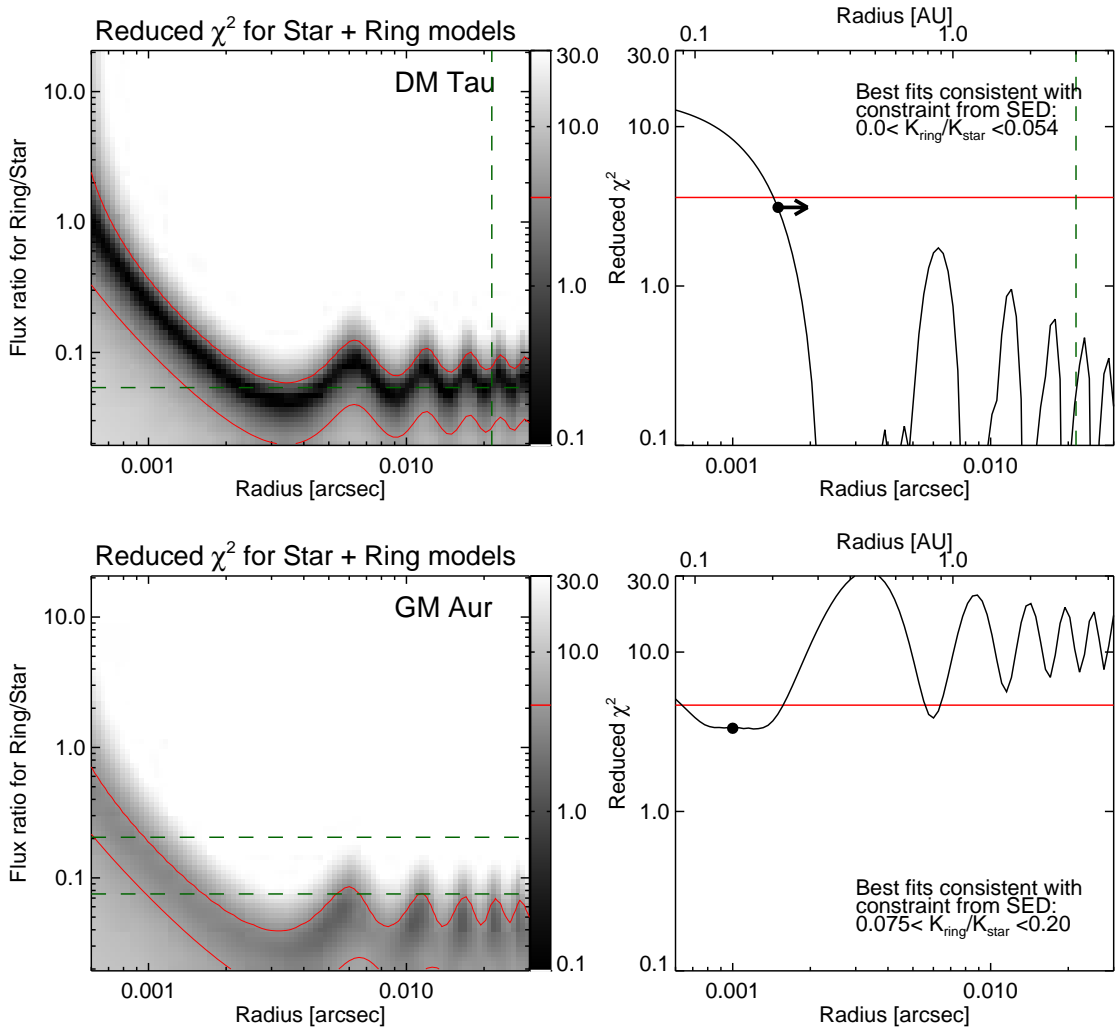 Reduced χ² for Star + Ring models
DM Tau
Flux ratio for Ring/Star
10.0
1.0
0.1
0.001
0.010
Radius [arcsec]
30.0
10.0
1.0
0.1
Radius [AU]
0.1
1.0
Reduced χ²
30.0
10.0
1.0
0.1
Best fits consistent with
constraint from SED:
0.0< K_ring/K_star <0.054
0.001
0.010
Radius [arcsec]
Reduced χ² for Star + Ring models
GM Aur
Flux ratio for Ring/Star
10.0
1.0
0.1
0.001
0.010
Radius [arcsec]
30.0
10.0
1.0
0.1
Radius [AU]
0.1
1.0
Reduced χ²
30.0
10.0
1.0
0.1
Best fits consistent with
constraint from SED:
0.075< K_ring/K_star <0.20
0.001
0.010
Radius [arcsec]